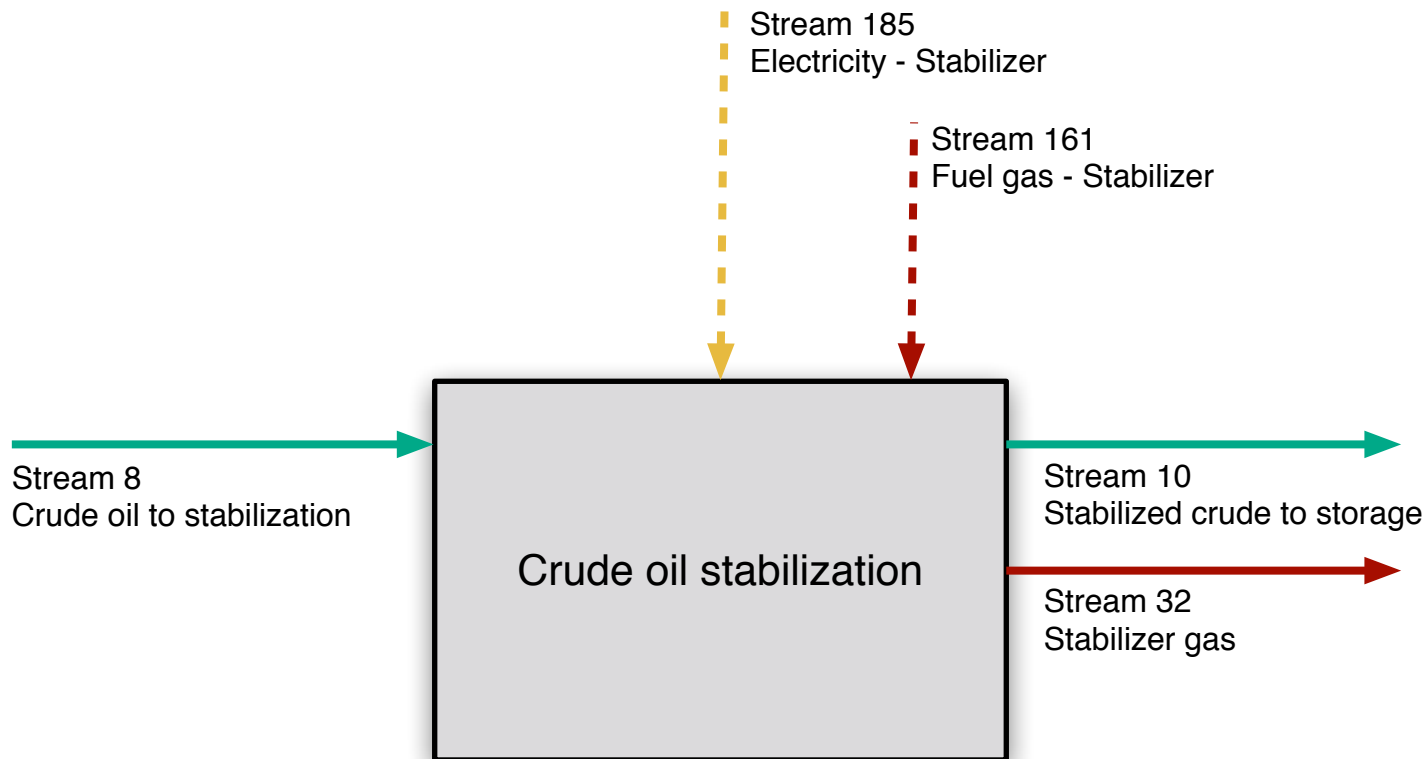 Stream 185
Electricity - Stabilizer
Stream 161
Fuel gas - Stabilizer
Stream 8
Crude oil to stabilization
Crude oil stabilization
Stream 10
Stabilized crude to storage
Stream 32
Stabilizer gas